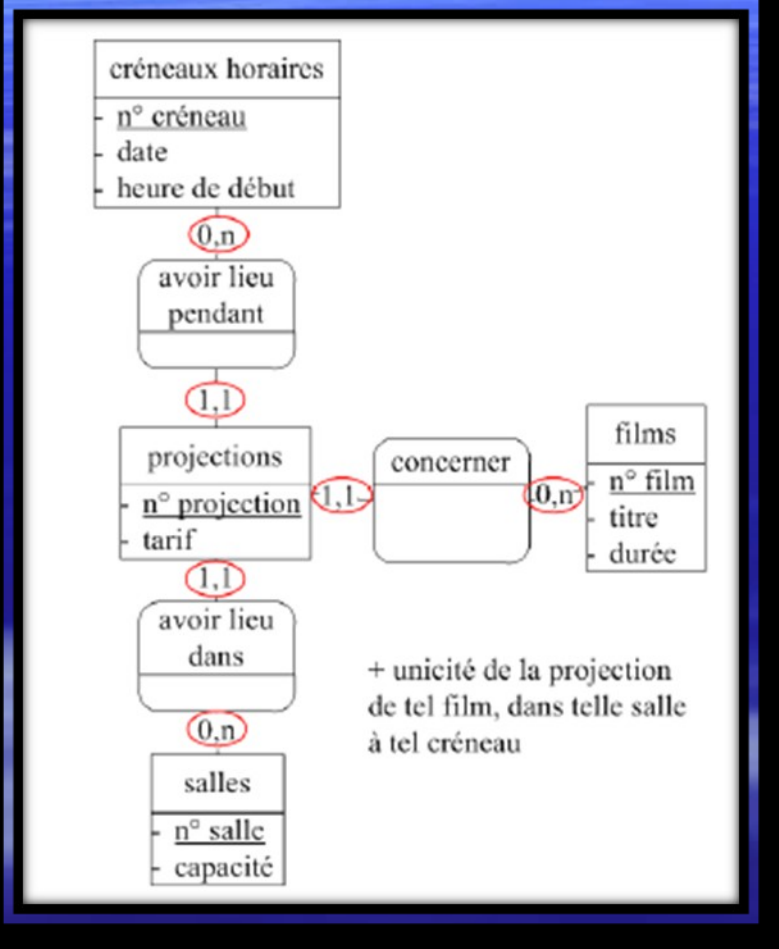 créneaux horaires
- n° créneau
- date
- heure de début
0,n
avoir lieu
pendant
1,1
projections
- n° projection
- tarif
1,1
concerner
0,n
films
- n° film
- titre
- durée
1,1
avoir lieu
dans
0,n
+ unicité de la projection
de tel film, dans telle salle
à tel créneau
salles
- n° salle
- capacité